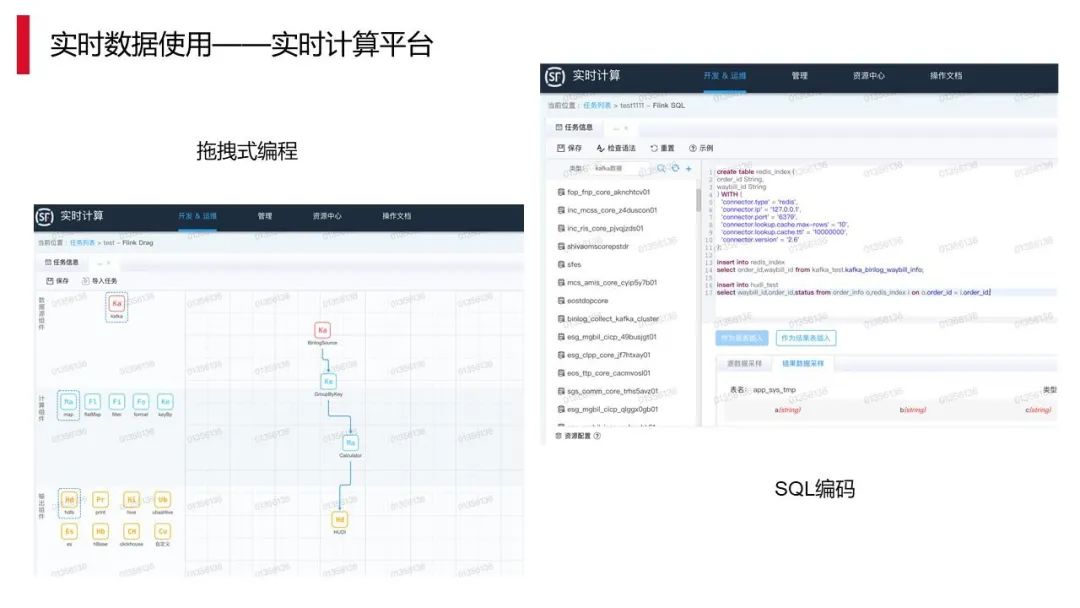 实时数据使用——实时计算平台
拖拽式编程
SF 实时计算 开发 & 运维 管理 资源中心 操作文档
当前位置: 任务列表 > test - Flink Drag
任务信息
保存 导入任务
数据源组件
Ka
kafka
Ka
BinlogSource
Ke
GroupByKey
Ma
Calculator
Hd
HUDI
计算组件
Ma Fl Fi Fo Ke
map flatMap filter format keyBy
输出组件
Hd Pr Hi Ub
hdfs print hive
Es Hb CH Cu
es hBase clickhouse 自定义
SF 实时计算 开发 & 运维 管理 资源中心 操作文档
当前位置: 任务列表 > test1111 - Flink SQL
任务信息
保存 检查语法 重置 示例
类型: kafka数据
fop_fnp_core_aknchtcv01
inc_mcss_core_z4duscon01
inc_ris_core_pjvqjzds01
shivaomscorepstdr
sfes
mcs_amis_core_cyip5y7b01
eostdopcore
binlog_collect_kafka_cluster
esg_mgbil_cicp_49busjgt01
esg_clpp_core_jf7htxay01
eos_ttp_core_cacmvosl01
sgs_comm_core_trhs5avz01
esg_mgbil_cicp_qlggx0gb01
资源配置
1 create table redis_index (
2 order_id String,
3 waybill_id String
4 ) WITH (
5 'connector.type' = 'redis',
6 'connector.ip' = '127.0.0.1',
7 'connector.port' = '6379',
8 'connector.lookup.cache.max-rows' = '10',
9 'connector.lookup.cache.ttl' = '10000000',
10 'connector.version' = '2.6'
11 );
12
13 insert into redis_index
14 select order_id,waybill_id from kafka_test.kafka_binlog_waybill_info;
15
16 insert into hudi_test
17 select waybill_id,order_id,status from order_info o,redis_index i on o.order_id = i.order_id;
作为源表插入 作为结果表插入
源数据采样 结果数据采样
表名: app_sys_tmp 类型
a(string) b(string) c(string)
SQL编码